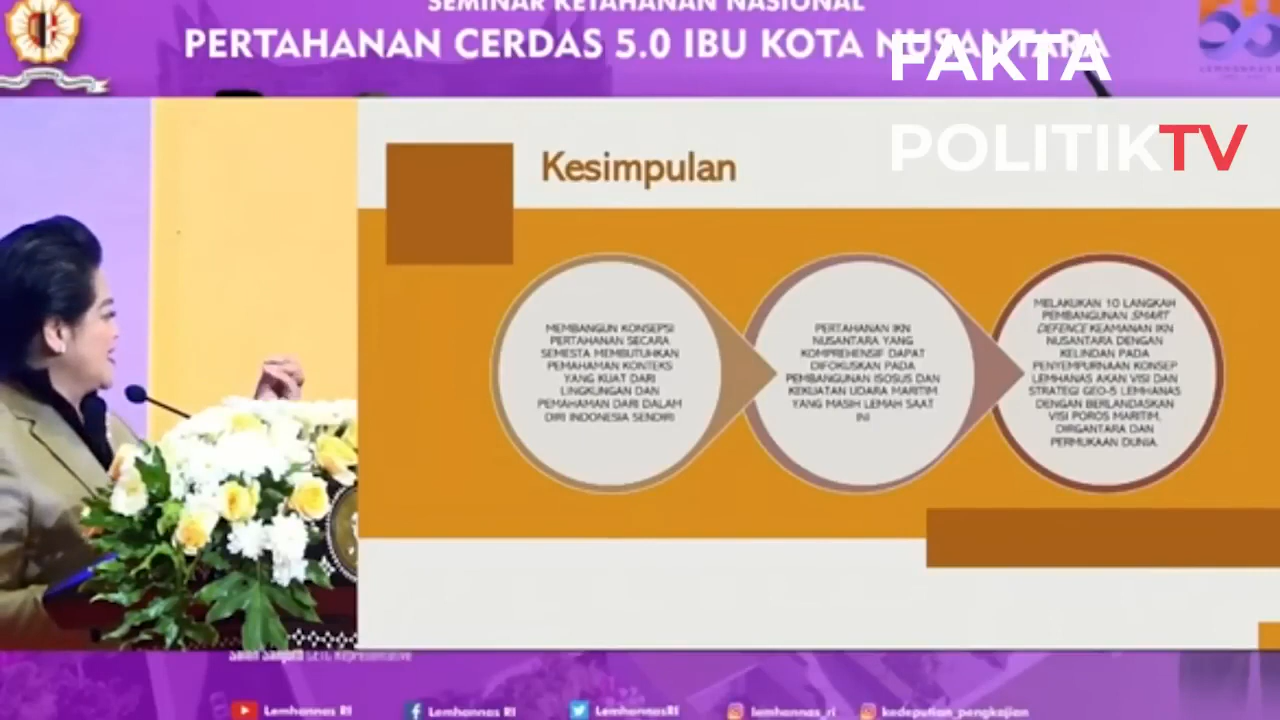 SEMINAR KETAHANAN NASIONAL
PERTAHANAN CERDAS 5.0 IBU KOTA NUSANTARA
FAKTA
POLITIKTV
Kesimpulan
MEMBANGUN KONSEPSI
PERTAHANAN SECARA
SEMESTA MEMBUTUHKAN
PEMAHAMAN KONTEKS
YANG KUAT DARI
LINGKUNGAN DAN
PEMAHAMAN DARI DALAM
DIRI INDONESIA SENDIRI
PERTAHANAN IKN
NUSANTARA YANG
KOMPREHENSIF DAPAT
DIFOKUSKAN PADA
PEMBANGUNAN ISOSUS DAN
KEKUATAN UDARA MARITIM
YANG MASIH LEMAH SAAT
INI
MELAKUKAN 10 LANGKAH
PEMBANGUNAN SMART
DEFENCE KEAMANAN IKN
NUSANTARA DENGAN
KELINDAN PADA
PENYEMPURNAAN KONSEP
LEMHANAS AKAN VISI DAN
STRATEGI GEO-5 LEMHANAS
DENGAN BERLANDASKAN
VISI POROS MARITIM,
DIRGANTARA DAN
PERMUKAAN DUNIA.
Representative
Lemhannas RI
Lemhannas RI
LemhannasRI
lemhannas_ri
kedeputian_pengkajian